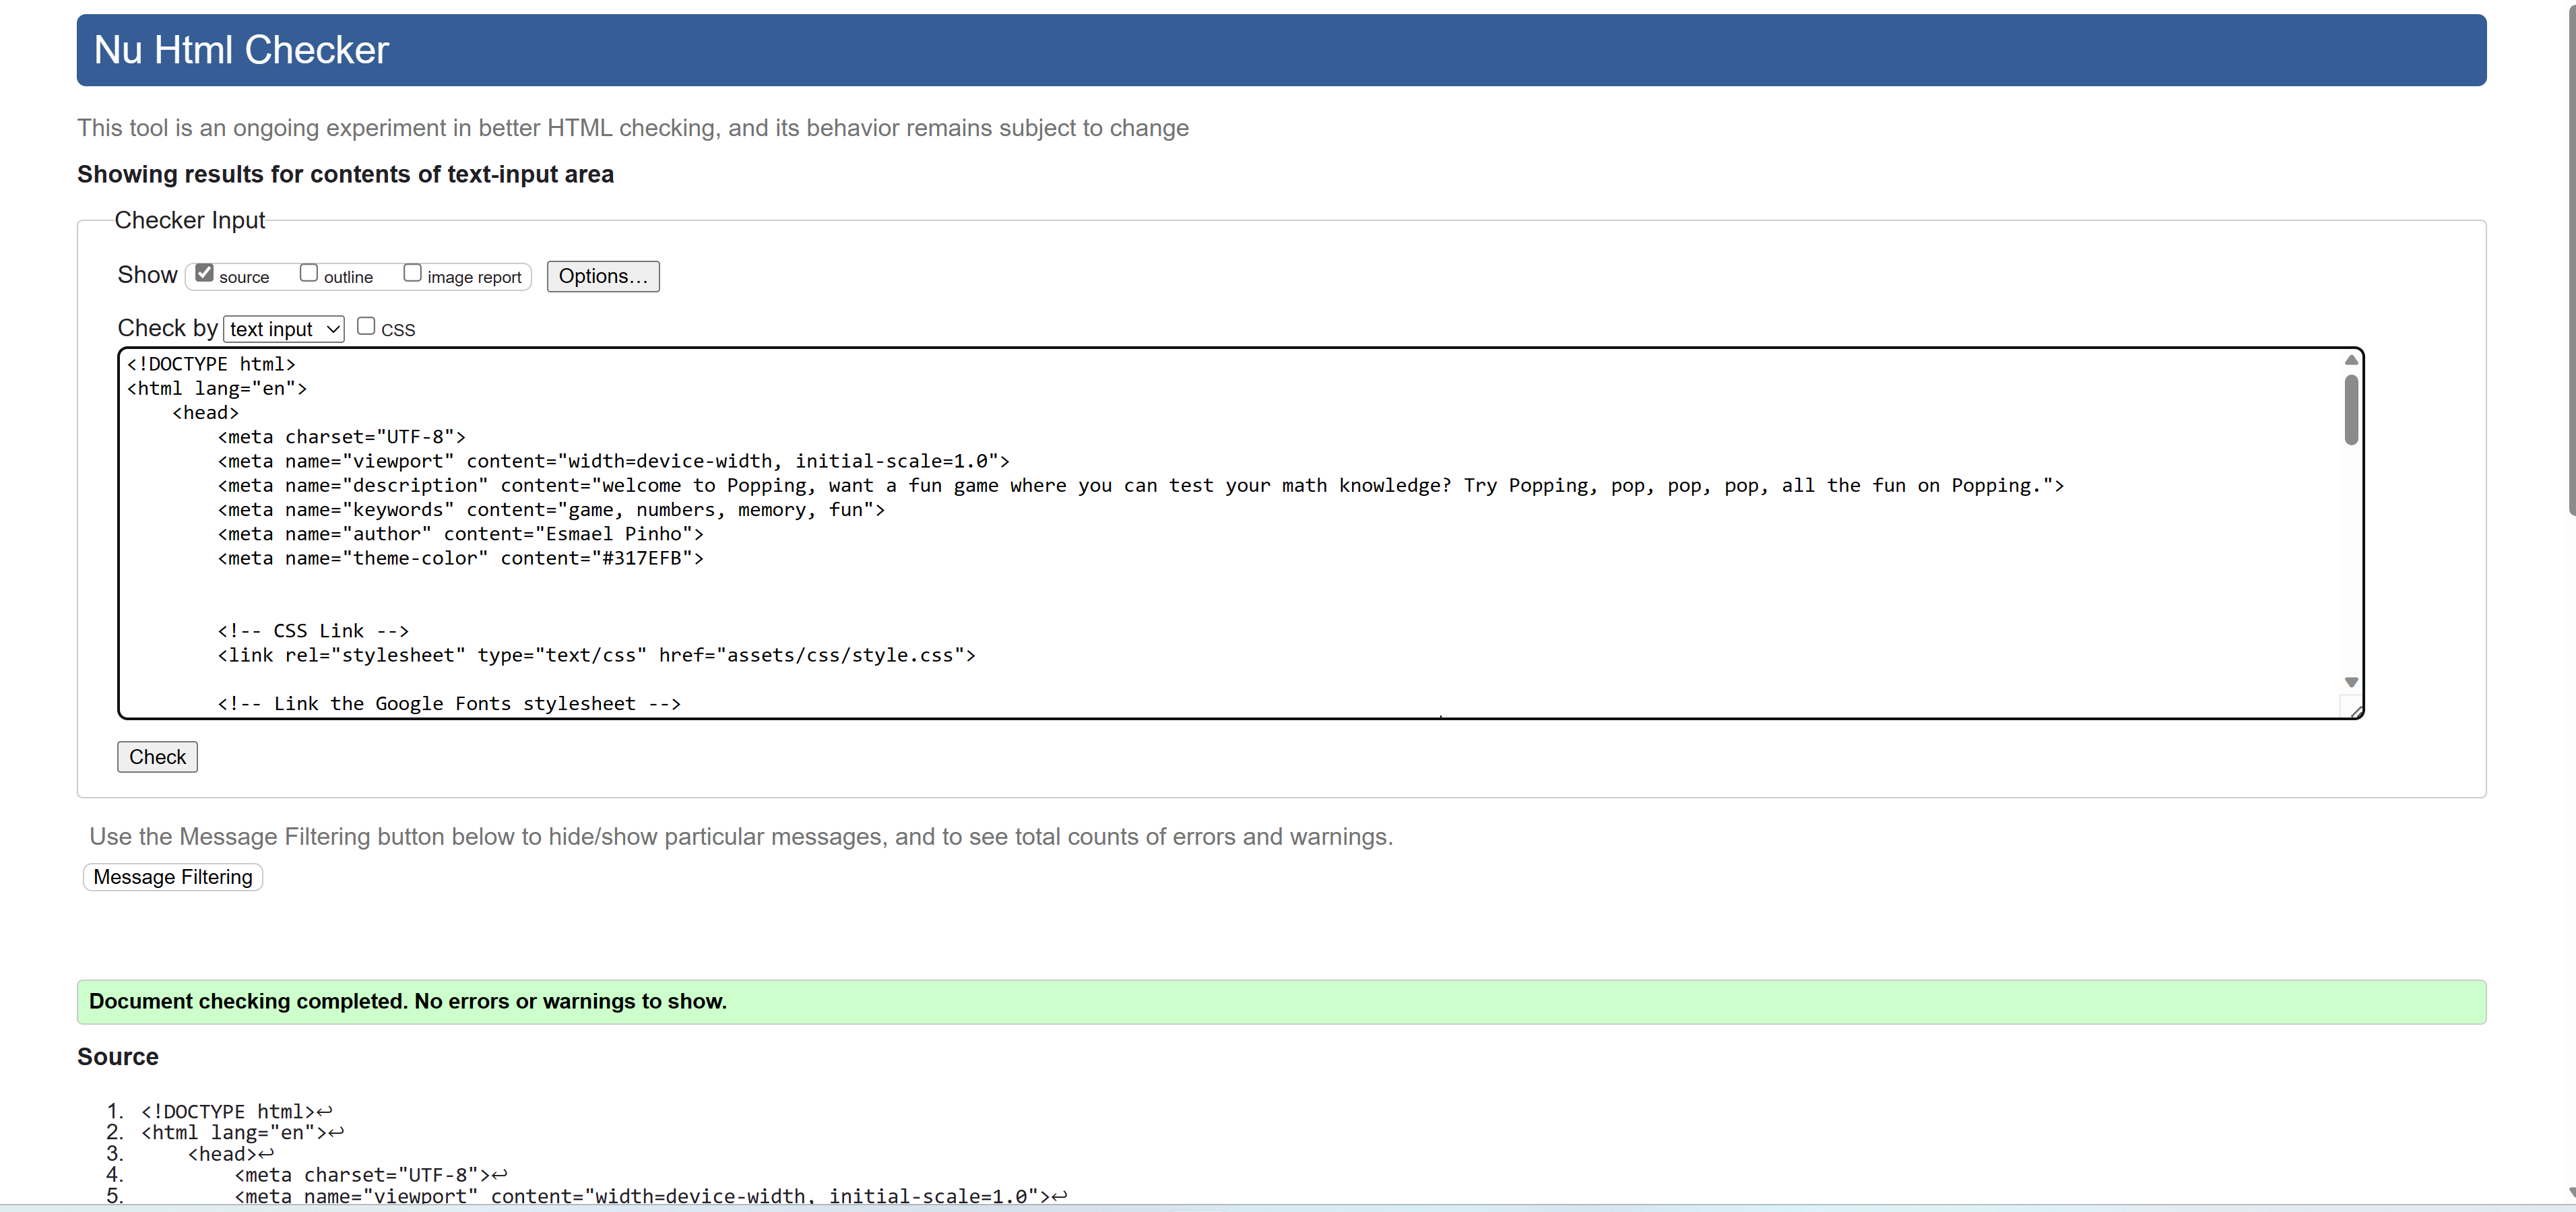 Nu Html Checker
This tool is an ongoing experiment in better HTML checking, and its behavior remains subject to change
Showing results for contents of text-input area
Checker Input
Show source outline image report Options...
Check by text input CSS
<!DOCTYPE html>
<html lang="en">
    <head>
        <meta charset="UTF-8">
        <meta name="viewport" content="width=device-width, initial-scale=1.0">
        <meta name="description" content="welcome to Popping, want a fun game where you can test your math knowledge? Try Popping, pop, pop, pop, all the fun on Popping.">
        <meta name="keywords" content="game, numbers, memory, fun">
        <meta name="author" content="Esmael Pinho">
        <meta name="theme-color" content="#317EFB">
        <!-- CSS Link -->
        <link rel="stylesheet" type="text/css" href="assets/css/style.css">
        <!-- Link the Google Fonts stylesheet -->
Check
Use the Message Filtering button below to hide/show particular messages, and to see total counts of errors and warnings.
Message Filtering
Document checking completed. No errors or warnings to show.
Source
1. <!DOCTYPE html>↩
2. <html lang="en">↩
3.     <head>↩
4.         <meta charset="UTF-8">↩
5.         <meta name="viewport" content="width=device-width, initial-scale=1.0">↩